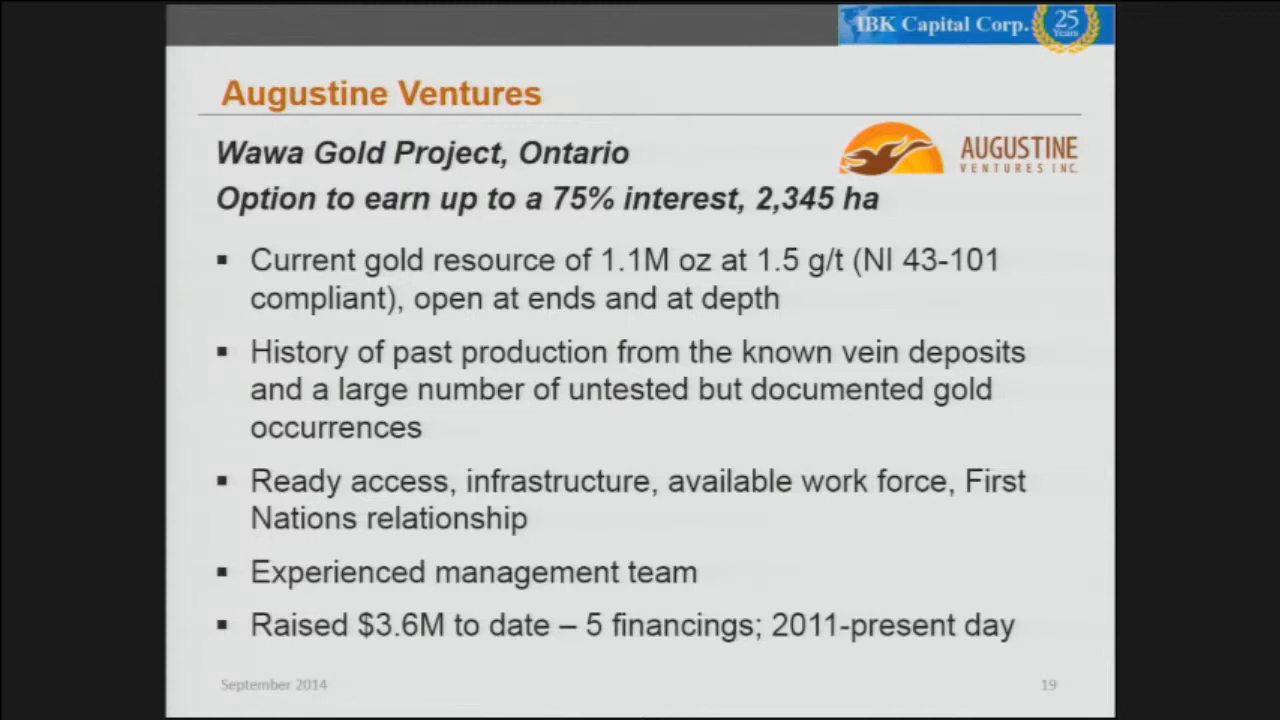 IBK Capital Corp.
25
Years
Augustine Ventures
Wawa Gold Project, Ontario
AUGUSTINE
VENTURES INC.
Option to earn up to a 75% interest, 2,345 ha
▪ Current gold resource of 1.1M oz at 1.5 g/t (NI 43-101
compliant), open at ends and at depth
▪ History of past production from the known vein deposits
and a large number of untested but documented gold
occurrences
▪ Ready access, infrastructure, available work force, First
Nations relationship
▪ Experienced management team
▪ Raised $3.6M to date – 5 financings; 2011-present day
September 2014
19